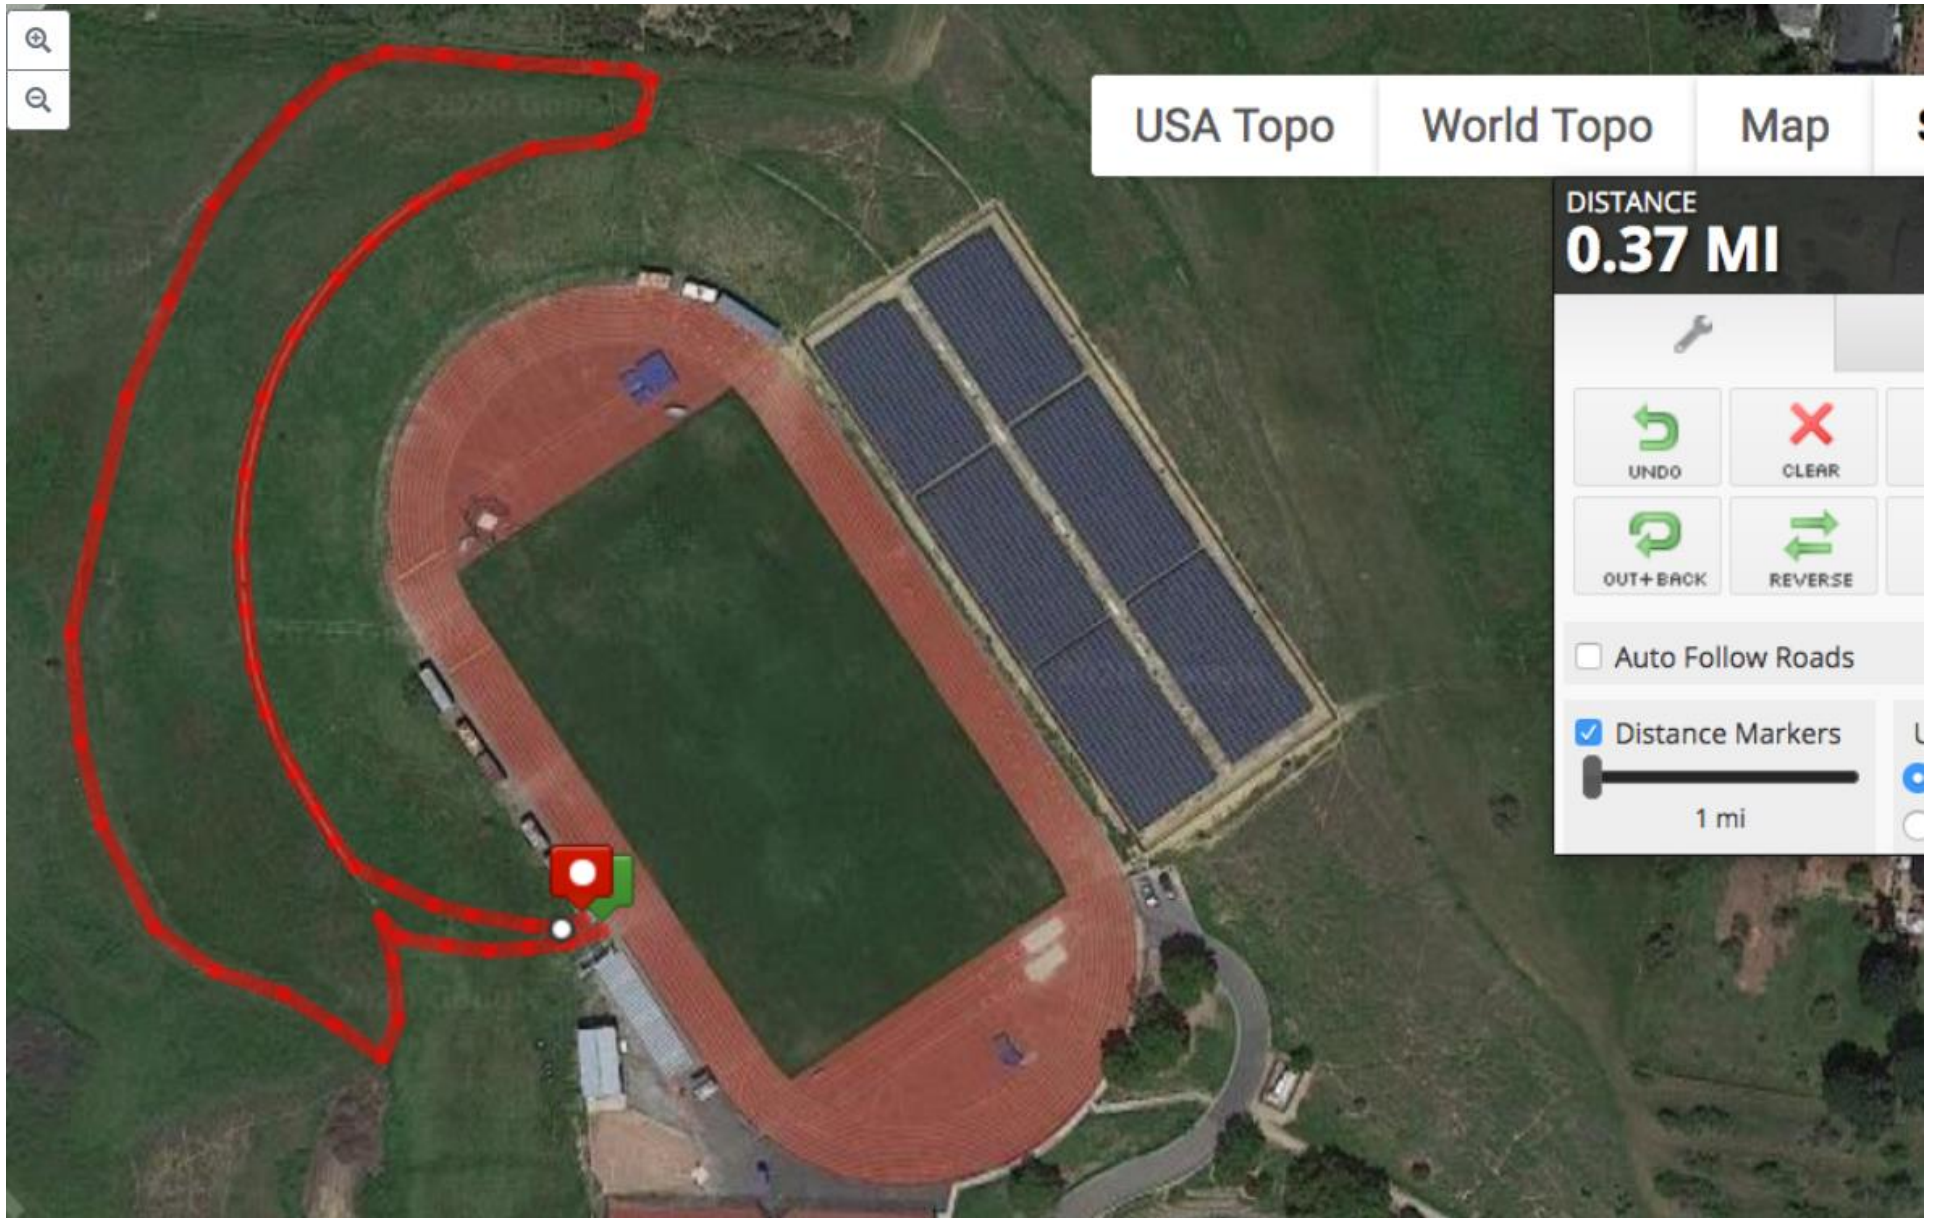 USA Topo
World Topo
Map
DISTANCE
0.37 MI
UNDO
CLEAR
OUT+BACK
REVERSE
Auto Follow Roads
Distance Markers
1 mi